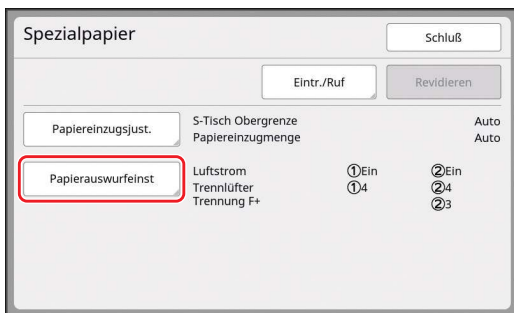 Spezialpapier
Schluß
Eintr./Ruf
Revidieren
Papiereinzugsjust.
S-Tisch Obergrenze Auto
Papiereinzugmenge Auto
Papierauswurfeinst
Luftstrom ①Ein ②Ein
Trennlüfter ①4 ②4
Trennung F+ ②3